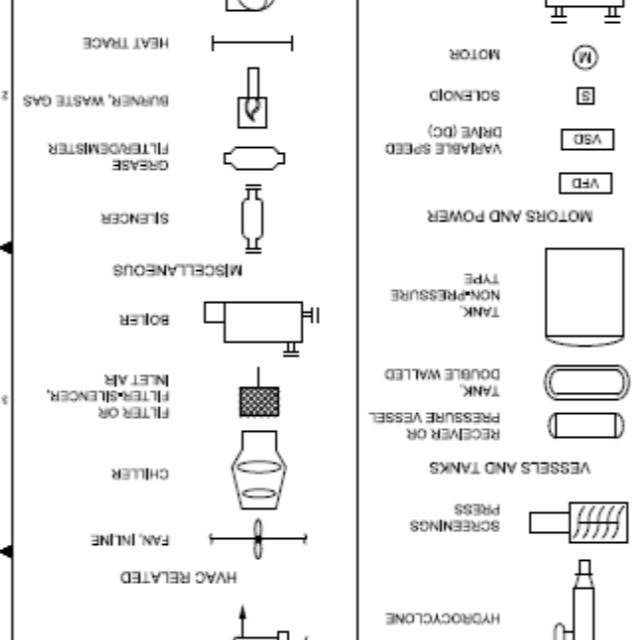 HYDROCYCLONE
SCREENINGS
PRESS
VESSELS AND TANKS
RECEIVER OR
PRESSURE VESSEL
TANK,
DOUBLE WALLED
TANK,
NON-PRESSURE
TYPE
MOTORS AND POWER
VFD
VSD
VARIABLE SPEED
DRIVE (DC)
S
SOLENOID
M
MOTOR
HVAC RELATED
FAN, INLINE
CHILLER
FILTER OR
FILTER-SILENCER,
INLET AIR
BOILER
MISCELLANEOUS
SILENCER
GREASE
FILTER/DEMISTER
BURNER, WASTE GAS
HEAT TRACE
3
2